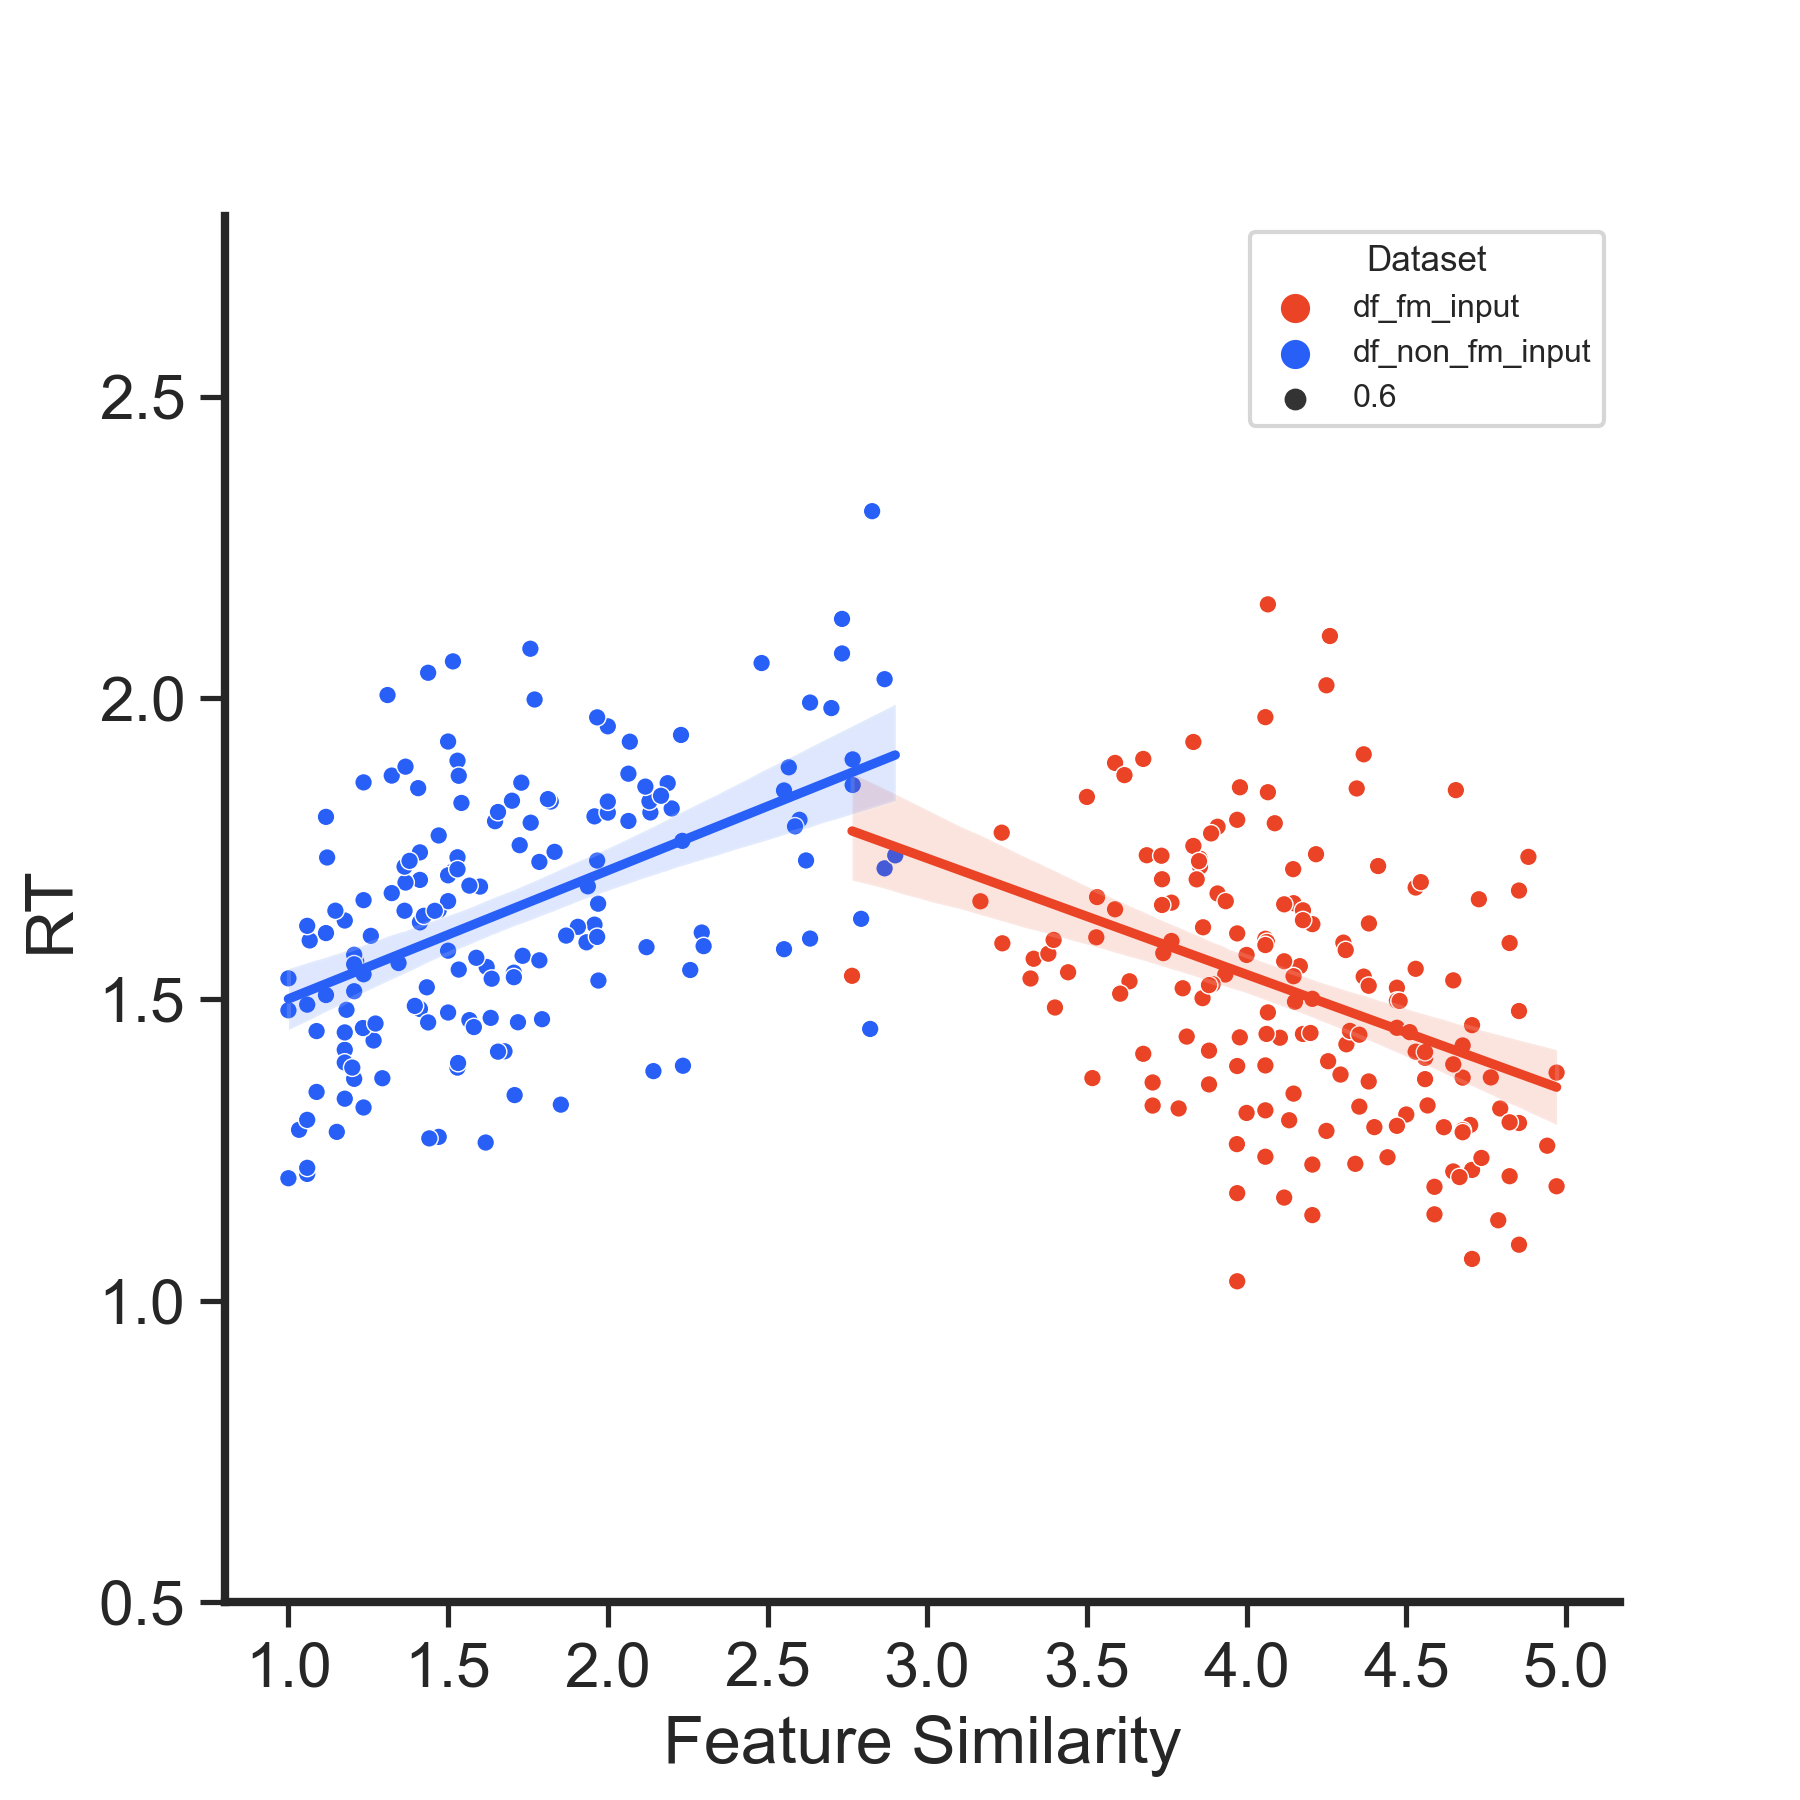 Dataset
df_fm_input
df_non_fm_input
0.6
2.5
2.0
1.5
1.0
0.5
RT
1.0 1.5 2.0 2.5 3.0 3.5 4.0 4.5 5.0
Feature Similarity